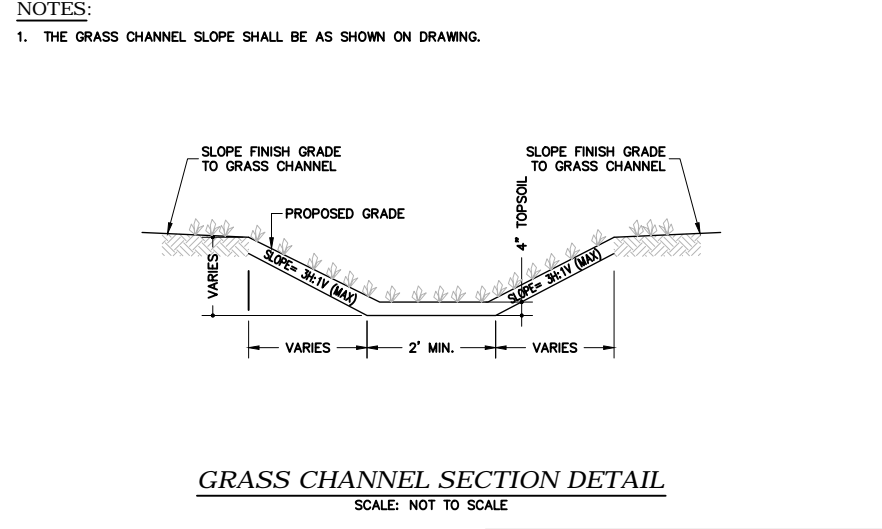 NOTES:
1. THE GRASS CHANNEL SLOPE SHALL BE AS SHOWN ON DRAWING.
SLOPE FINISH GRADE
TO GRASS CHANNEL
SLOPE FINISH GRADE
TO GRASS CHANNEL
PROPOSED GRADE
4" TOPSOIL
VARIES
SLOPE= 3H:1V (MAX)
SLOPE= 3H:1V (MAX)
VARIES
2' MIN.
VARIES
GRASS CHANNEL SECTION DETAIL
SCALE: NOT TO SCALE